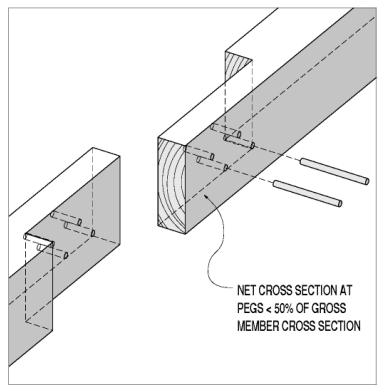 NET CROSS SECTION AT
PEGS < 50% OF GROSS
MEMBER CROSS SECTION